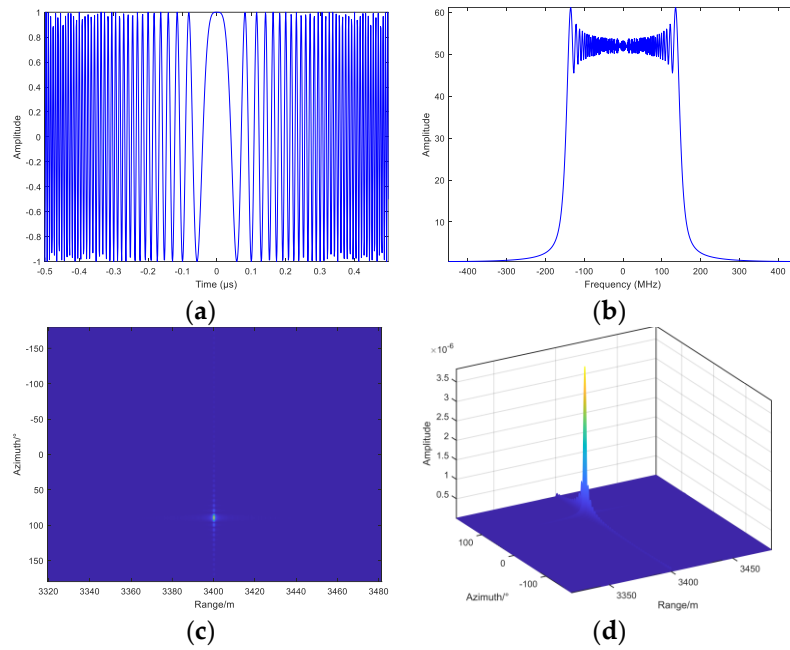 1
0.8
0.6
0.4
0.2
0
-0.2
-0.4
-0.6
-0.8
-1
Amplitude
-0.5 -0.4 -0.3 -0.2 -0.1 0 0.1 0.2 0.3 0.4
Time (μs)
(a)
60
50
40
30
20
10
Amplitude
-400 -200 0 200 400
Frequency (MHz)
(b)
-150
-100
-50
0
50
100
150
Azimuth/°
3320 3340 3360 3380 3400 3420 3440 3460 3480
Range/m
(c)
×10⁻⁶
3.5
3
2.5
2
1.5
1
0.5
Amplitude
100
0
-100
Azimuth/°
3350
3400
3450
Range/m
(d)